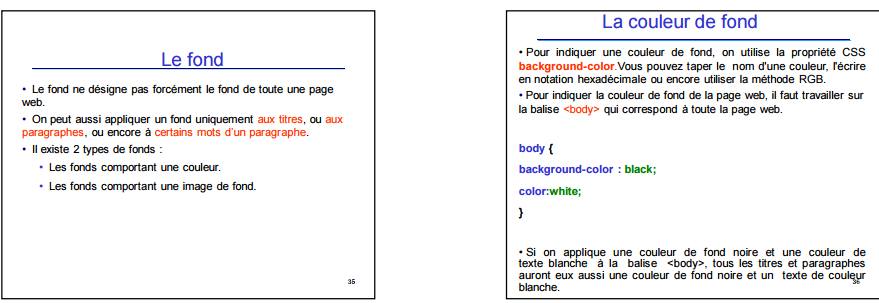 Le fond
• Le fond ne désigne pas forcément le fond de toute une page
web.
• On peut aussi appliquer un fond uniquement aux titres, ou aux
paragraphes, ou encore à certains mots d'un paragraphe.
• Il existe 2 types de fonds :
• Les fonds comportant une couleur.
• Les fonds comportant une image de fond.
35
La couleur de fond
• Pour indiquer une couleur de fond, on utilise la propriété CSS
background-color.Vous pouvez taper le nom d'une couleur, l'écrire
en notation hexadécimale ou encore utiliser la méthode RGB.
• Pour indiquer la couleur de fond de la page web, il faut travailler sur
la balise <body> qui correspond à toute la page web.
body {
background-color : black;
color:white;
}
• Si on applique une couleur de fond noire et une couleur de
texte blanche à la balise <body>, tous les titres et paragraphes
auront eux aussi une couleur de fond noire et un texte de couleur
blanche.
36